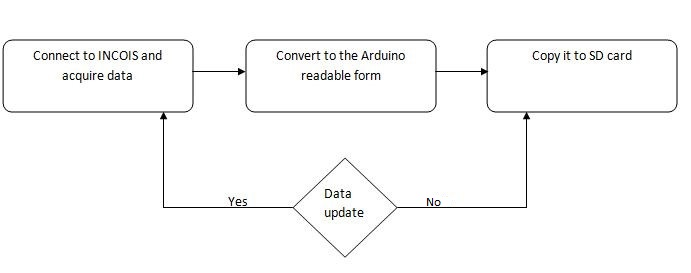 Connect to INCOIS and
acquire data
Convert to the Arduino
readable form
Copy it to SD card
Yes
Data
update
No